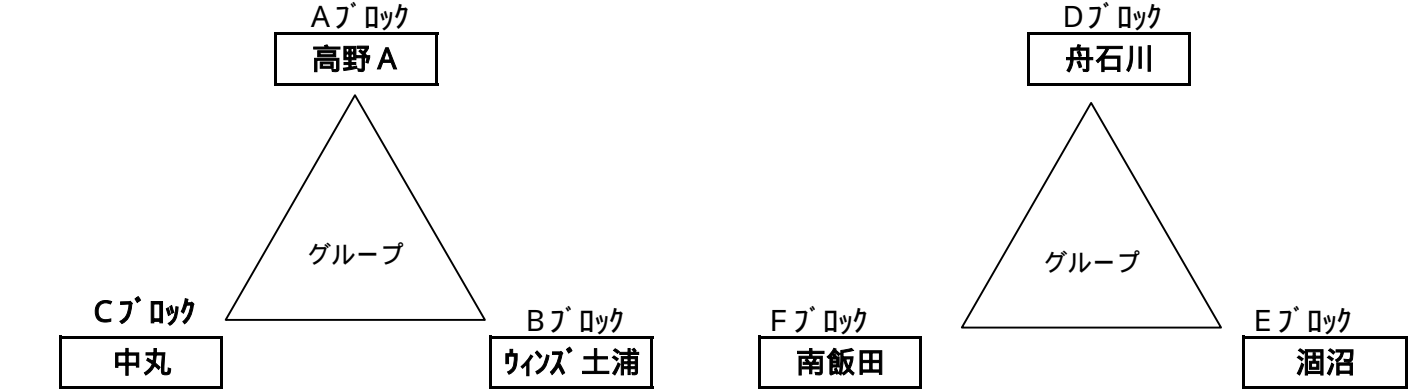 Aブロック
高野A
グループ
Cブロック
中丸
Bブロック
ウィンズ土浦
Dブロック
舟石川
グループ
Fブロック
南飯田
Eブロック
涸沼